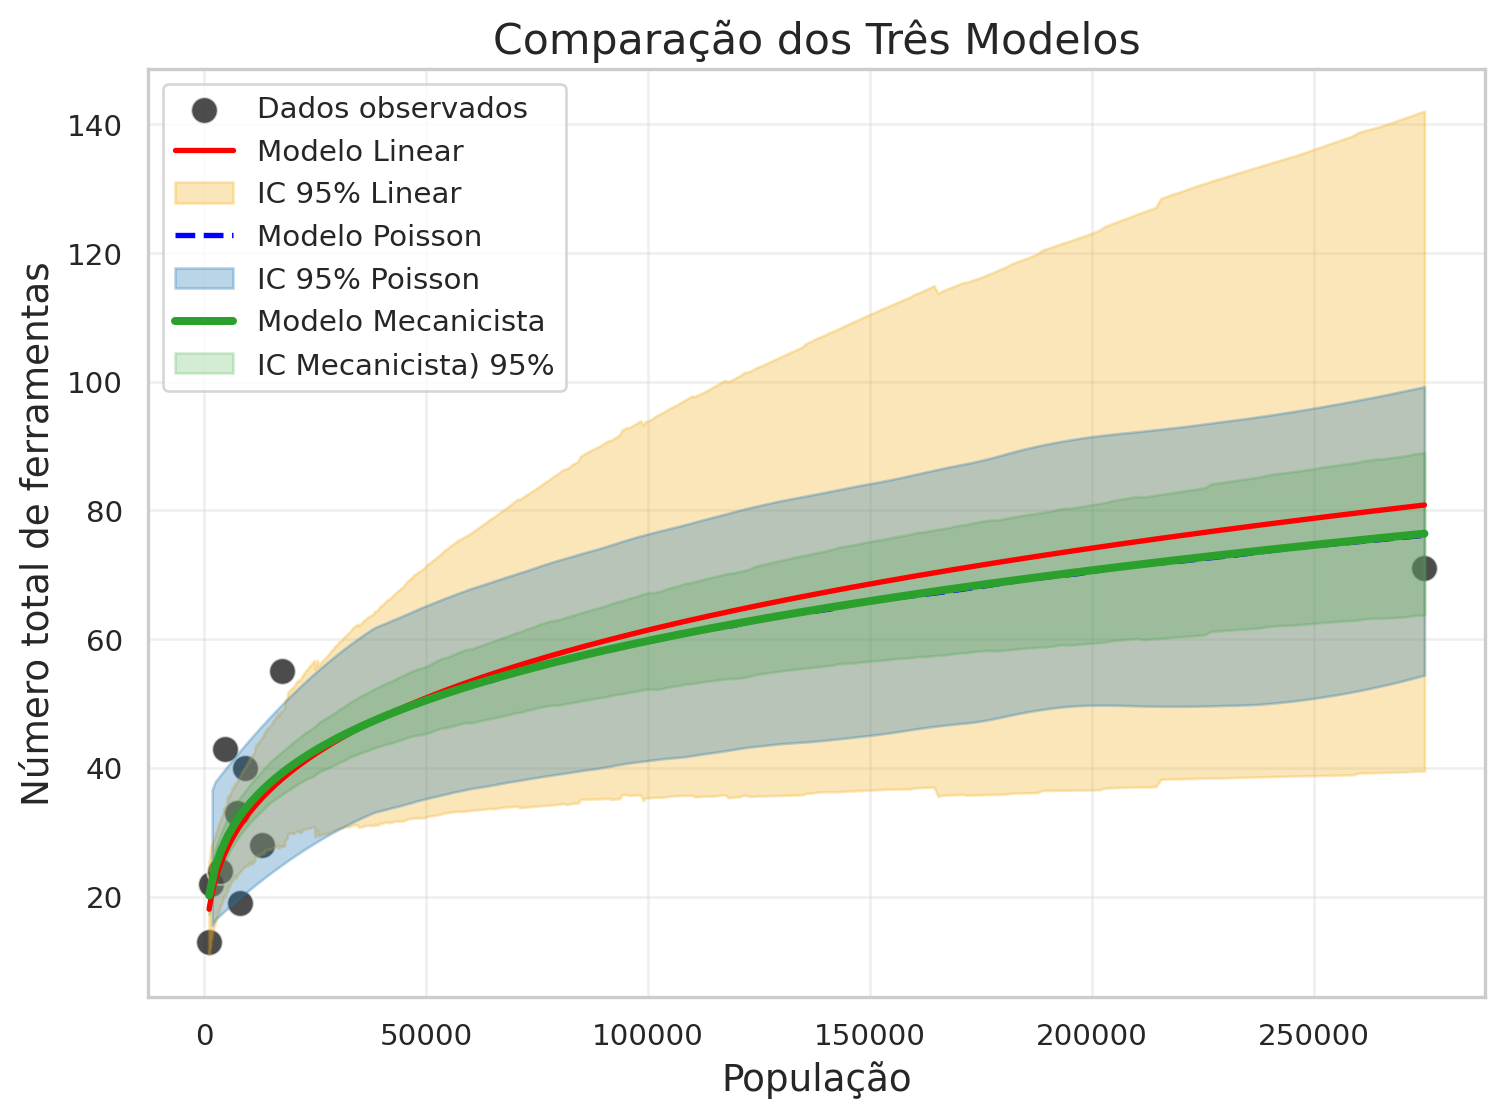 Comparação dos Três Modelos
Dados observados
Modelo Linear
IC 95% Linear
Modelo Poisson
IC 95% Poisson
Modelo Mecanicista
IC Mecanicista) 95%
Número total de ferramentas
140
120
100
80
60
40
20
0
50000
100000
150000
200000
250000
População